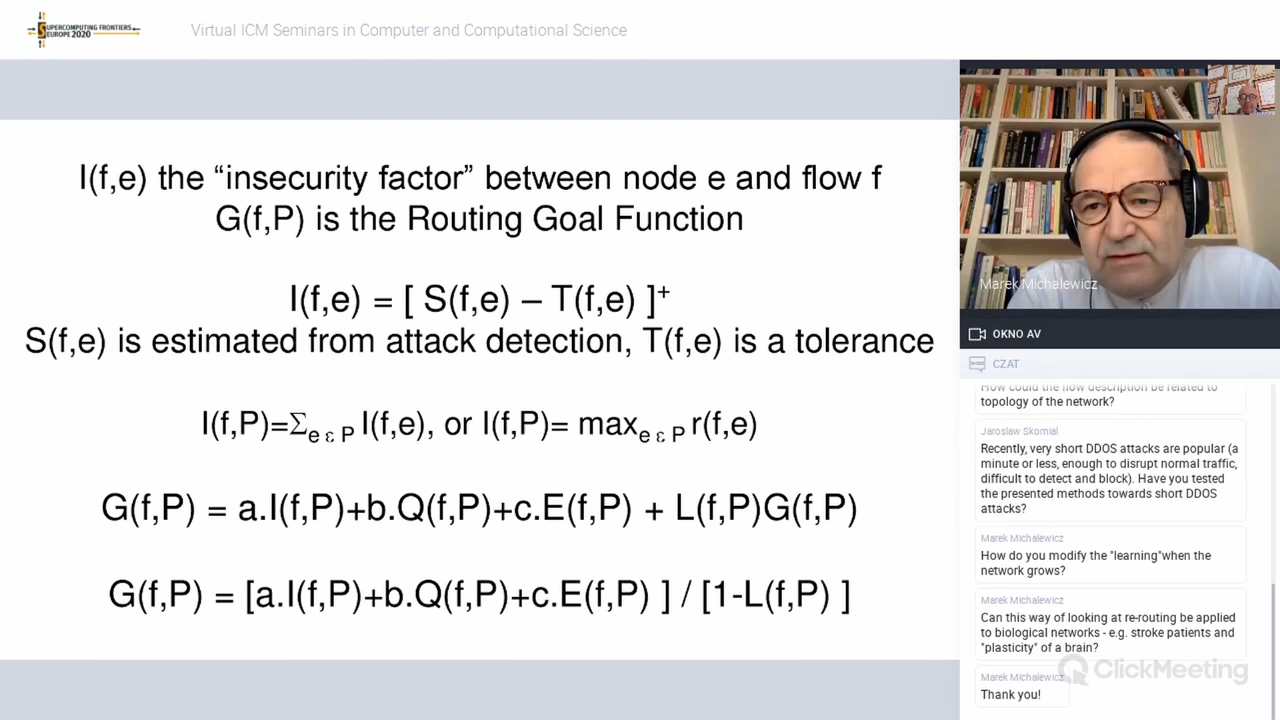 SUPERCOMPUTING FRONTIERS
EUROPE 2020
Virtual ICM Seminars in Computer and Computational Science
I(f,e) the “insecurity factor” between node e and flow f
G(f,P) is the Routing Goal Function
I(f,e) = [ S(f,e) – T(f,e) ]⁺
S(f,e) is estimated from attack detection, T(f,e) is a tolerance
I(f,P)=Σe ε P I(f,e), or I(f,P)= maxe ε P r(f,e)
G(f,P) = a.I(f,P)+b.Q(f,P)+c.E(f,P) + L(f,P)G(f,P)
G(f,P) = [a.I(f,P)+b.Q(f,P)+c.E(f,P) ] / [1-L(f,P) ]
Marek Michalewicz
OKNO AV
CZAT
How could the flow description be related to
topology of the network?
Jaroslaw Skomial
Recently, very short DDOS attacks are popular (a
minute or less, enough to disrupt normal traffic,
difficult to detect and block). Have you tested
the presented methods towards short DDOS
attacks?
Marek Michalewicz
How do you modify the "learning"when the
network grows?
Marek Michalewicz
Can this way of looking at re-routing be applied
to biological networks - e.g. stroke patients and
"plasticity" of a brain?
Marek Michalewicz
Thank you!
ClickMeeting